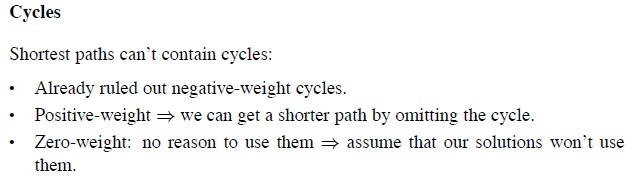 Cycles
Shortest paths can’t contain cycles:
• Already ruled out negative-weight cycles.
• Positive-weight ⇒ we can get a shorter path by omitting the cycle.
• Zero-weight: no reason to use them ⇒ assume that our solutions won’t use
them.